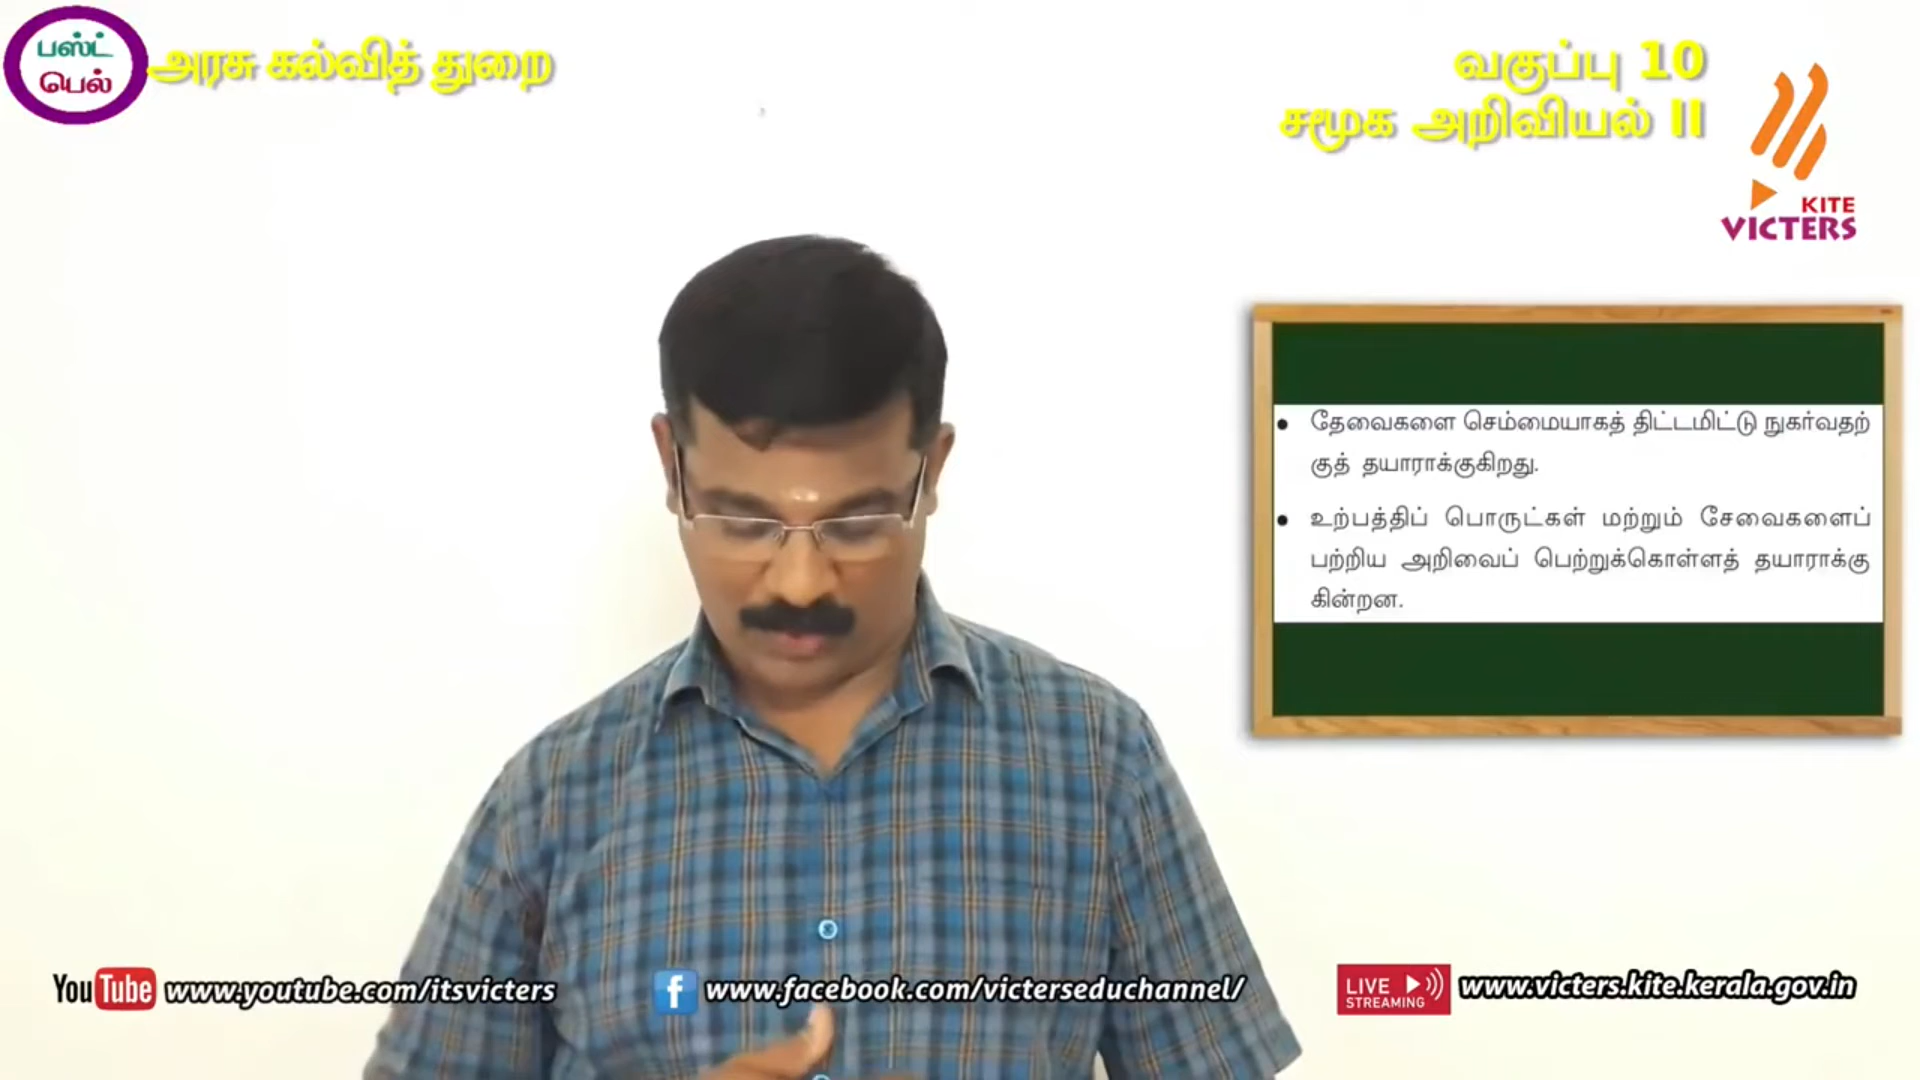 பஸ்ட்
பெல்
அரசு கல்வித் துறை
வகுப்பு 10
சமூக அறிவியல் II
KITE
VICTERS
• தேவைகளை செம்மையாகத் திட்டமிட்டு நுகர்வதற்
குத் தயாராக்குகிறது.
• உற்பத்திப் பொருட்கள் மற்றும் சேவைகளைப்
பற்றிய அறிவைப் பெற்றுக்கொள்ளத் தயாராக்கு
கின்றன.
YouTube www.youtube.com/itsvicters
f www.facebook.com/victerseduchannel/
LIVE
STREAMING
www.victers.kite.kerala.gov.in